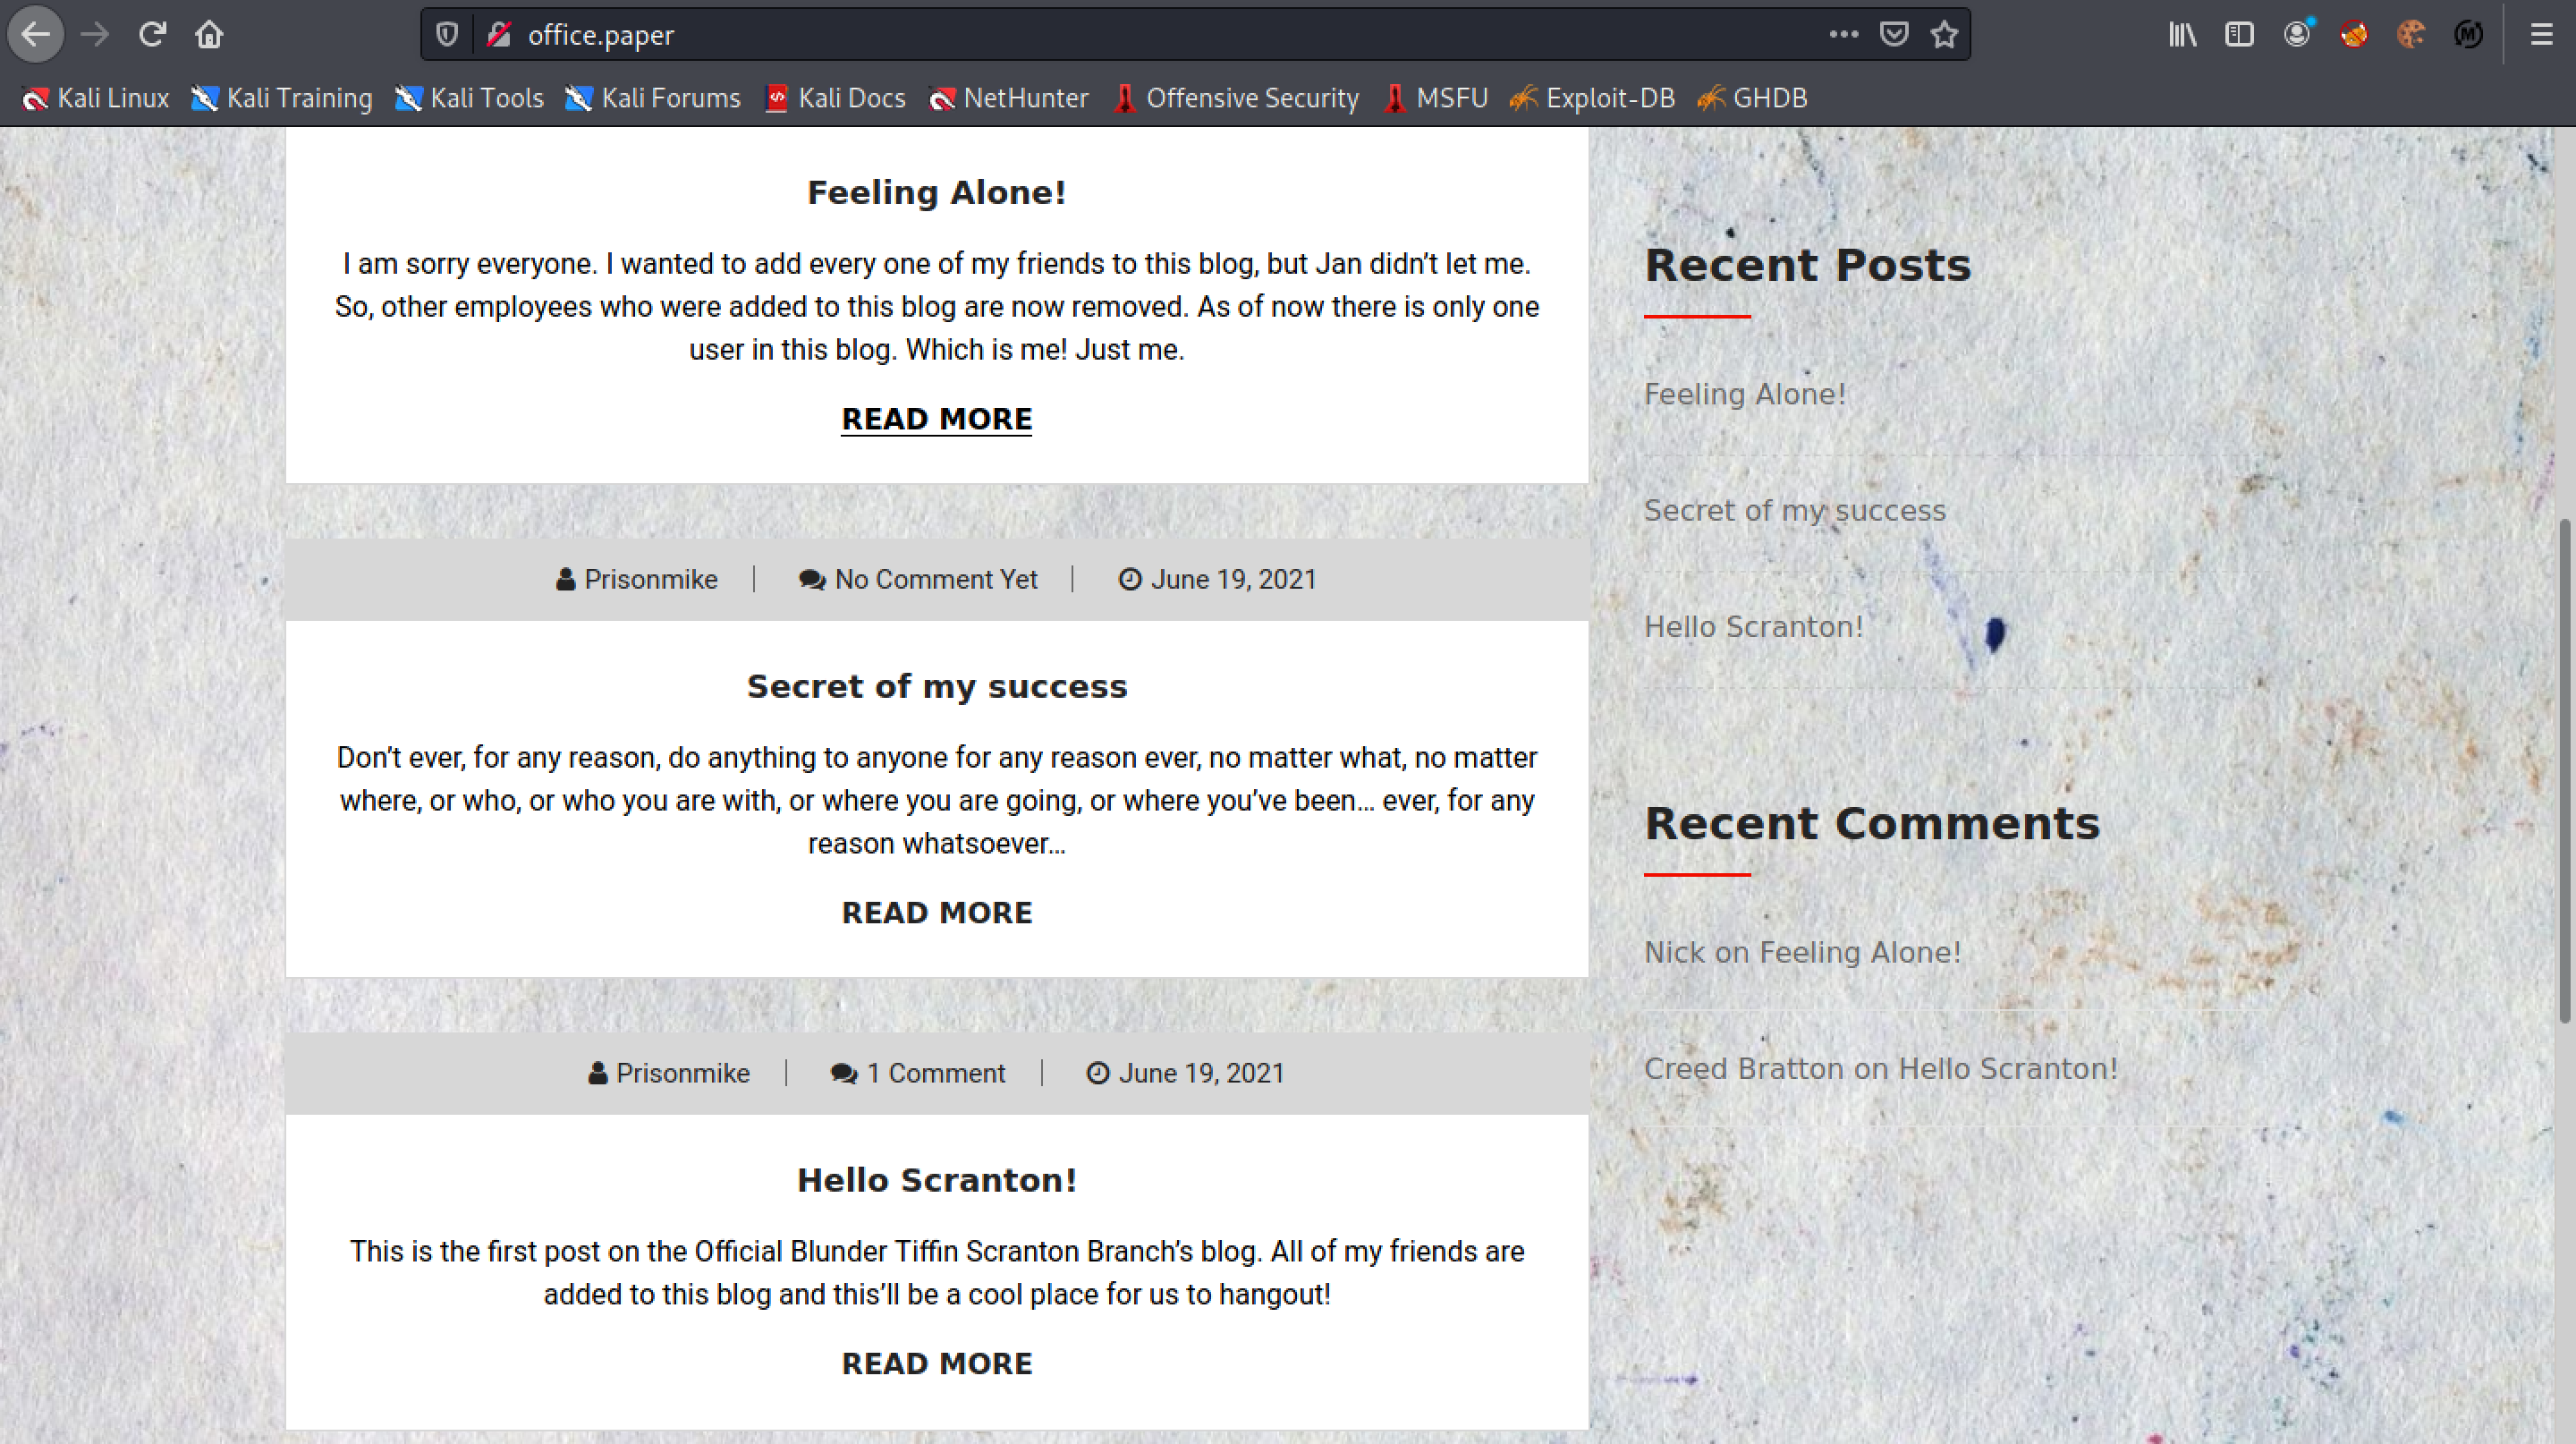 office.paper
Kali Linux Kali Training Kali Tools Kali Forums Kali Docs NetHunter Offensive Security MSFU Exploit-DB GHDB
Feeling Alone!
I am sorry everyone. I wanted to add every one of my friends to this blog, but Jan didn’t let me.
So, other employees who were added to this blog are now removed. As of now there is only one
user in this blog. Which is me! Just me.
READ MORE
Prisonmike | No Comment Yet | June 19, 2021
Secret of my success
Don’t ever, for any reason, do anything to anyone for any reason ever, no matter what, no matter
where, or who, or who you are with, or where you are going, or where you’ve been… ever, for any
reason whatsoever…
READ MORE
Prisonmike | 1 Comment | June 19, 2021
Hello Scranton!
This is the first post on the Official Blunder Tiffin Scranton Branch’s blog. All of my friends are
added to this blog and this’ll be a cool place for us to hangout!
READ MORE
Recent Posts
Feeling Alone!
Secret of my success
Hello Scranton!
Recent Comments
Nick on Feeling Alone!
Creed Bratton on Hello Scranton!